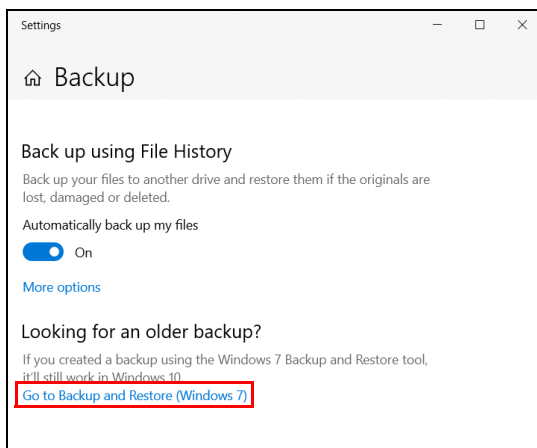 Settings
Backup
Back up using File History
Back up your files to another drive and restore them if the originals are
lost, damaged or deleted.
Automatically back up my files
On
More options
Looking for an older backup?
If you created a backup using the Windows 7 Backup and Restore tool,
it'll still work in Windows 10.
Go to Backup and Restore (Windows 7)